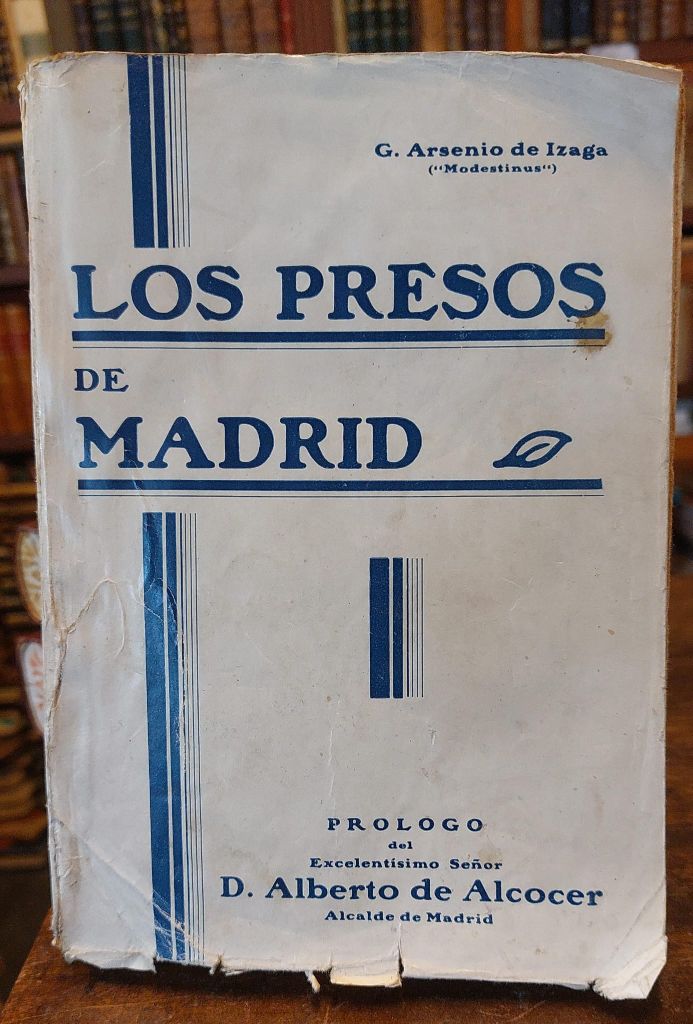 G. Arsenio de Izaga
("Modestinus")
LOS PRESOS
DE
MADRID
PROLOGO
del
Excelentísimo Señor
D. Alberto de Alcocer
Alcalde de Madrid